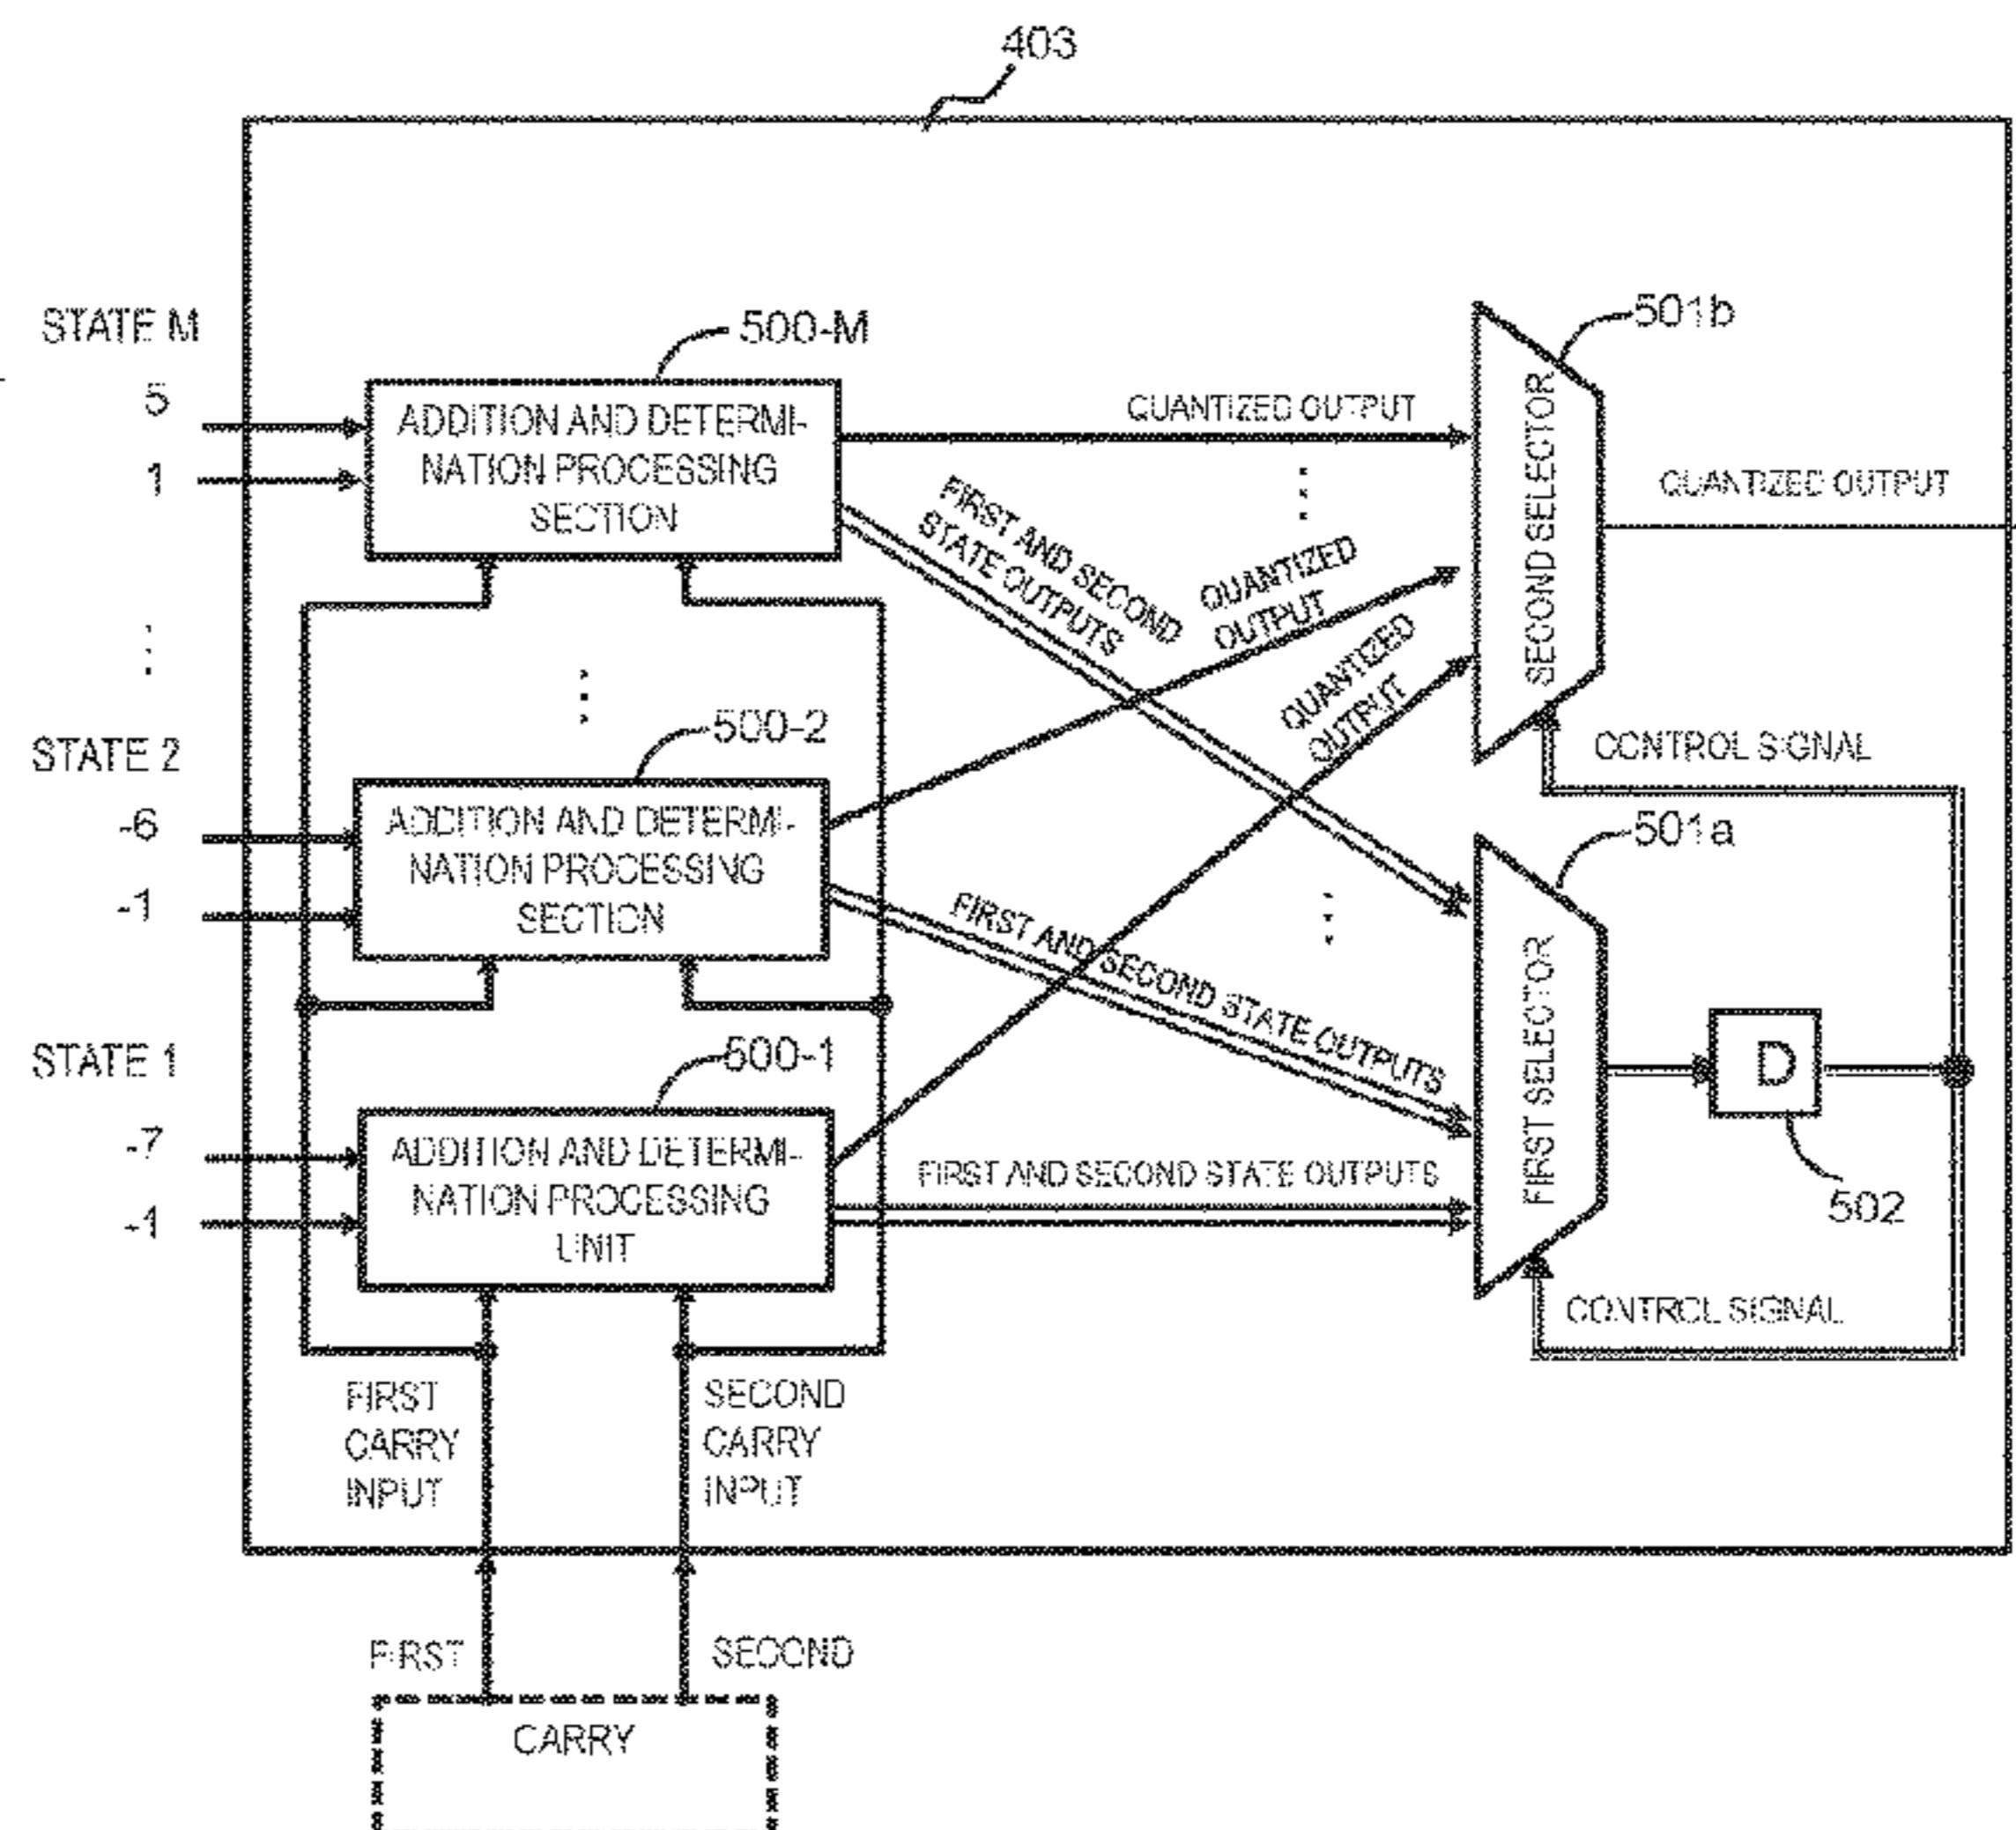 403
STATE M
5
1
500-M
ADDITION AND DETERMI-
NATION PROCESSING
SECTION
QUANTIZED OUTPUT
FIRST AND SECOND
STATE OUTPUTS
QUANTIZED
OUTPUT
QUANTIZED
OUTPUT
501b
SECOND SELECTOR
QUANTIZED OUTPUT
CONTROL SIGNAL
STATE 2
-6
-1
500-2
ADDITION AND DETERMI-
NATION PROCESSING
SECTION
FIRST AND SECOND STATE OUTPUTS
501a
FIRST SELECTOR
D
502
CONTROL SIGNAL
STATE 1
-7
-1
500-1
ADDITION AND DETERMI-
NATION PROCESSING
UNIT
FIRST AND SECOND STATE OUTPUTS
FIRST
CARRY
INPUT
SECOND
CARRY
INPUT
FIRST
SECOND
CARRY